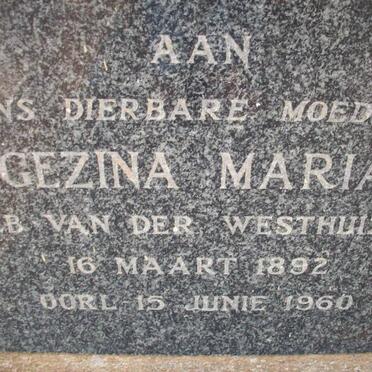 AAN
NS DIERBARE MOED
GEZINA MARIA
B VAN DER WESTHUI
16 MAART 1892
OORL 15 JUNIE 1960